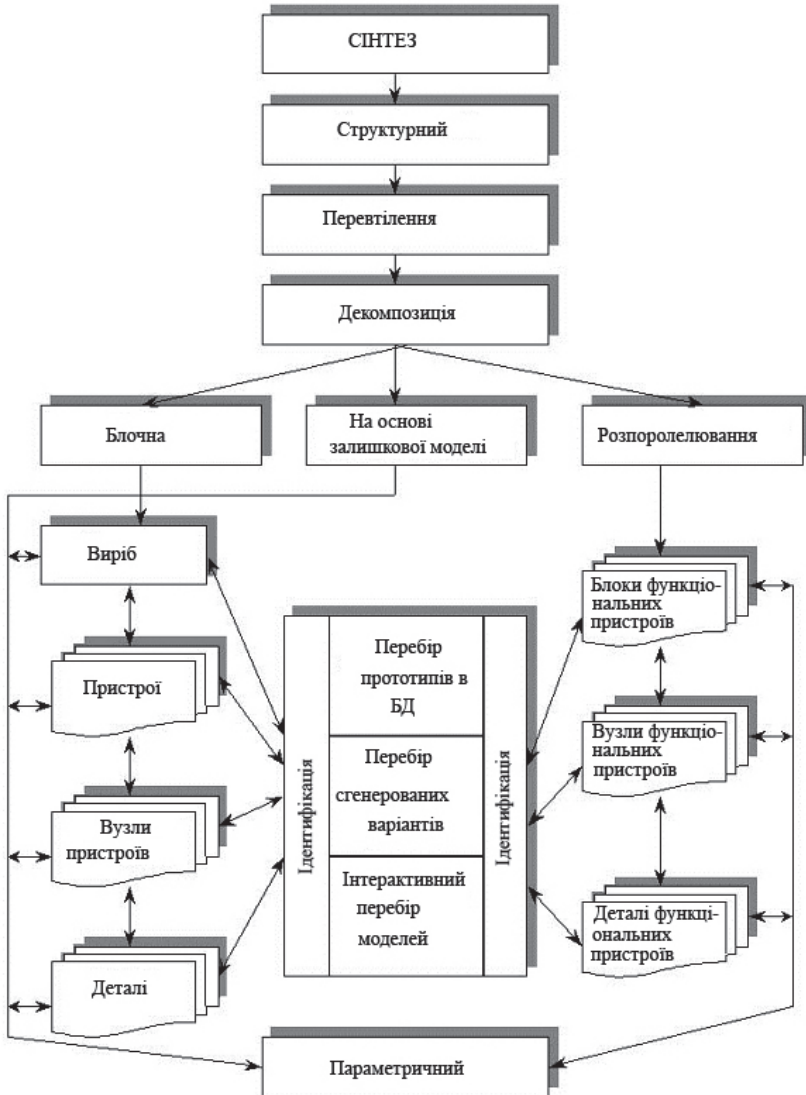 СІНТЕЗ
Структурний
Перевтілення
Декомпозиція
Блочна
На основі
залишкової моделі
Розпоролелювання
Виріб
Пристрої
Вузли
пристроїв
Деталі
Ідентифікація
Перебір
прототипів в
БД
Перебір
сгенерованих
варіантів
Інтерактивний
перебір
моделей
Ідентифікація
Блоки функціо-
нальних
пристроїв
Вузли функціо-
нальних
пристроїв
Деталі функці-
ональних
пристроїв
Параметричний